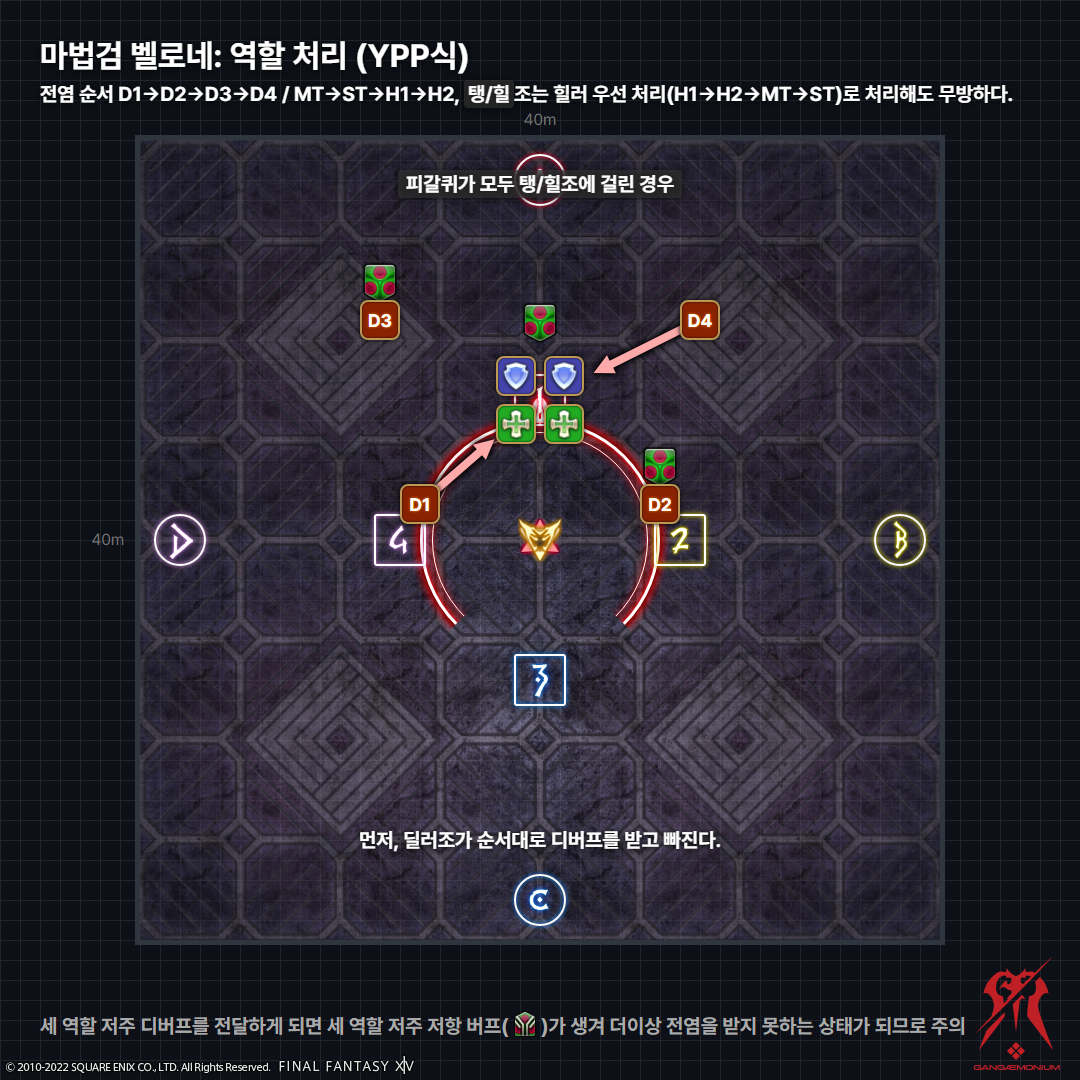 마법검 벨로네: 역할 처리 (YPP식)
전염 순서 D1→D2→D3→D4 / MT→ST→H1→H2, 탱/힐 조는 힐러 우선 처리(H1→H2→MT→ST)로 처리해도 무방하다.
40m
피갈퀴가 모두 탱/힐조에 걸린 경우
D3
D4
D1
D2
40m
D
4
2
B
3
먼저, 딜러조가 순서대로 디버프를 받고 빠진다.
C
세 역할 저주 디버프를 전달하게 되면 세 역할 저주 저항 버프( )가 생겨 더이상 전염을 받지 못하는 상태가 되므로 주의
© 2010-2022 SQUARE ENIX CO., LTD. All Rights Reserved. FINAL FANTASY XIV
GANGÆMONIUM